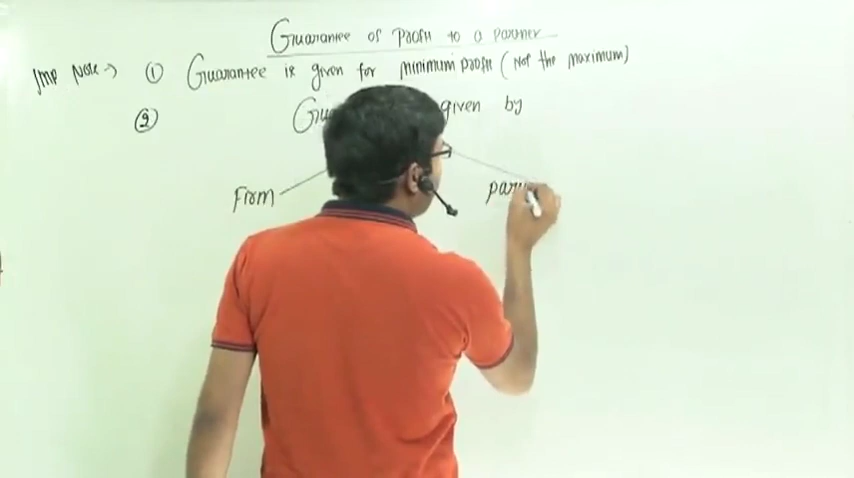 Guarantee of profit to a partner
Imp Note → (1) Guarantee is given for minimum profit (Not the maximum)
(2) given by
Firm